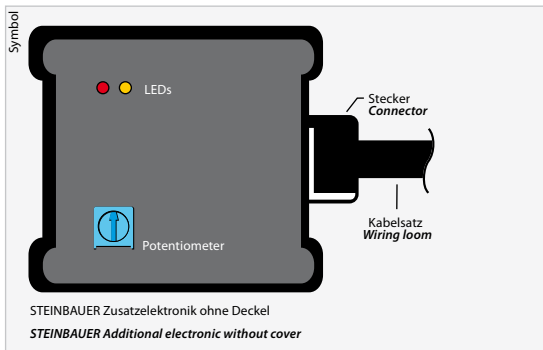 Symbol
LEDs
Stecker
Connector
Kabelsatz
Wiring loom
Potentiometer
STEINBAUER Zusatzelektronik ohne Deckel
STEINBAUER Additional electronic without cover